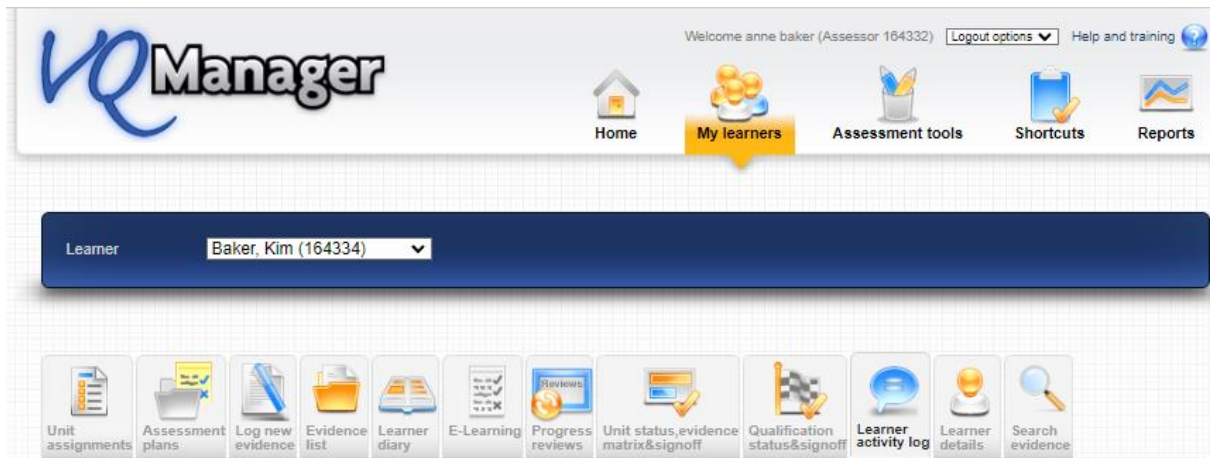 VQManager
Welcome anne baker (Assessor 164332) Logout options Help and training
Home My learners Assessment tools Shortcuts Reports
Learner Baker, Kim (164334)
Reviews
Unit assignments
Assessment plans
Log new evidence
Evidence list
Learner diary
E-Learning
Progress reviews
Unit status,evidence matrix&signoff
Qualification status&signoff
Learner activity log
Learner details
Search evidence